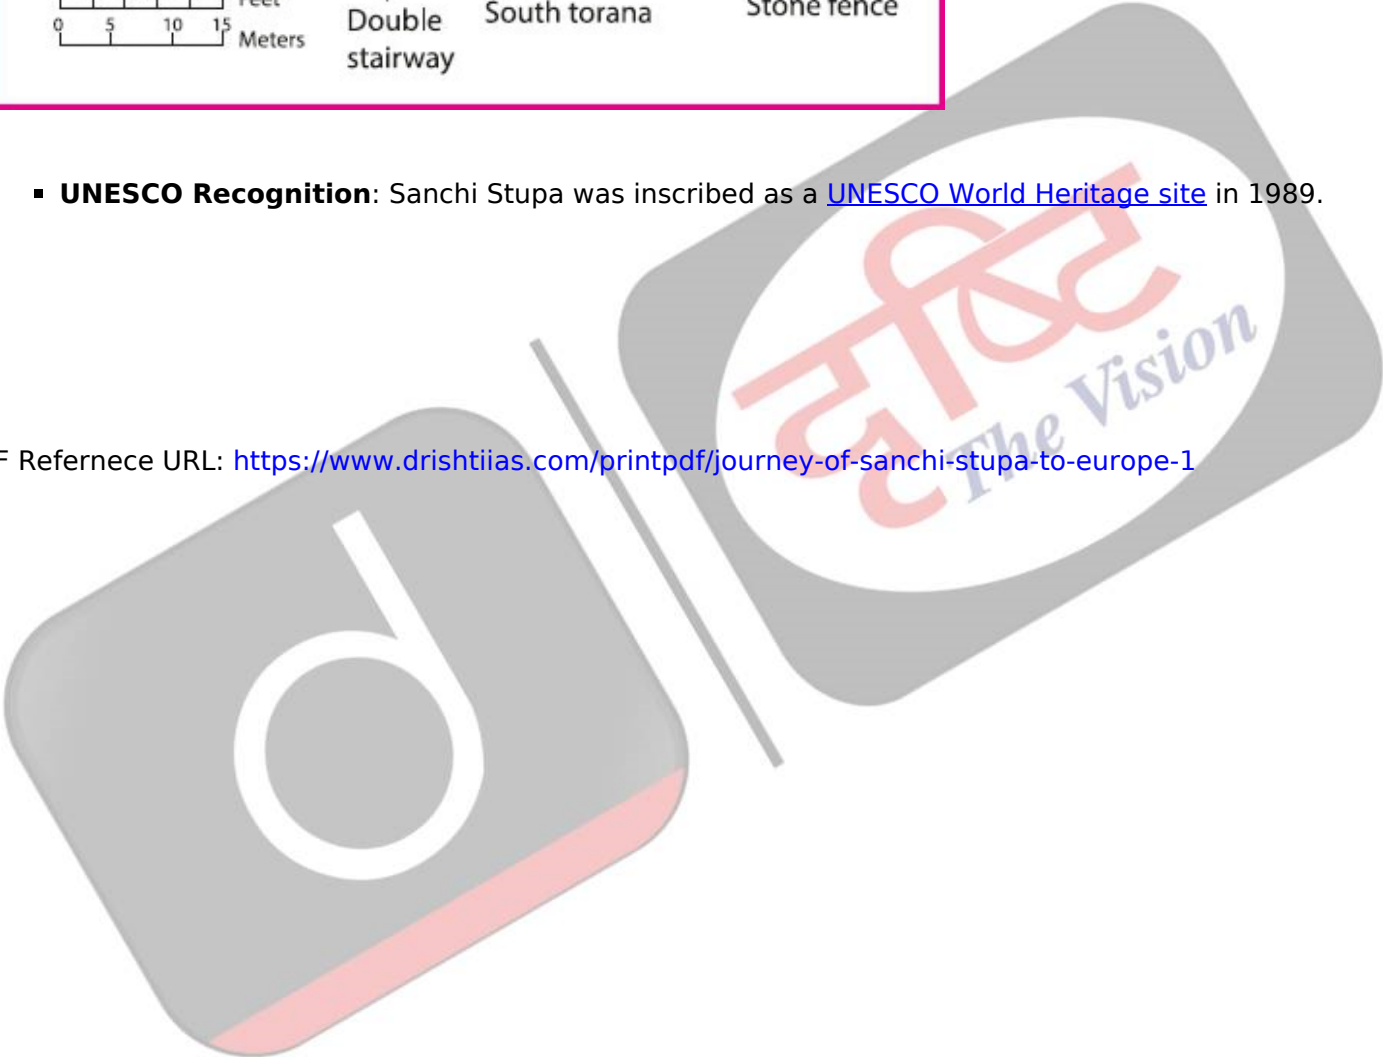 Feet
0 5 10 15 Meters
Double stairway
South torana
Stone fence
▪ UNESCO Recognition: Sanchi Stupa was inscribed as a UNESCO World Heritage site in 1989.
दृष्टि
The Vision
F Refernece URL: https://www.drishtiias.com/printpdf/journey-of-sanchi-stupa-to-europe-1
d